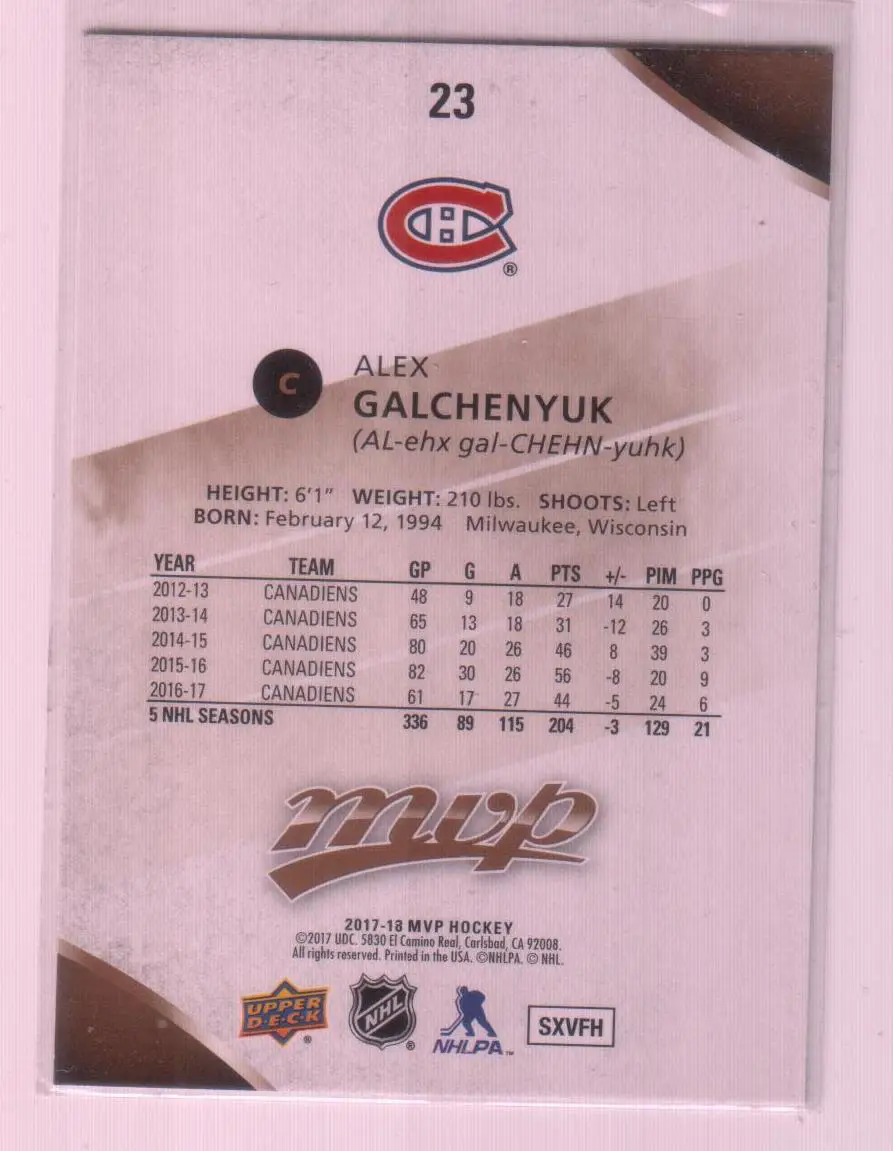 23
CH
®
C
ALEX
GALCHENYUK
(AL-ehx gal-CHEHN-yuhk)
HEIGHT: 6'1" WEIGHT: 210 lbs. SHOOTS: Left
BORN: February 12, 1994 Milwaukee, Wisconsin
YEAR TEAM GP G A PTS +/- PIM PPG
2012-13 CANADIENS 48 9 18 27 14 20 0
2013-14 CANADIENS 65 13 18 31 -12 26 3
2014-15 CANADIENS 80 20 26 46 8 39 3
2015-16 CANADIENS 82 30 26 56 -8 20 9
2016-17 CANADIENS 61 17 27 44 -5 24 6
5 NHL SEASONS 336 89 115 204 -3 129 21
mvp
2017-18 MVP HOCKEY
©2017 UDC. 5830 El Camino Real, Carlsbad, CA 92008.
All rights reserved. Printed in the USA. ©NHLPA. © NHL.
UPPER D·E·C·K ® NHL ® NHLPA ™ SXVFH